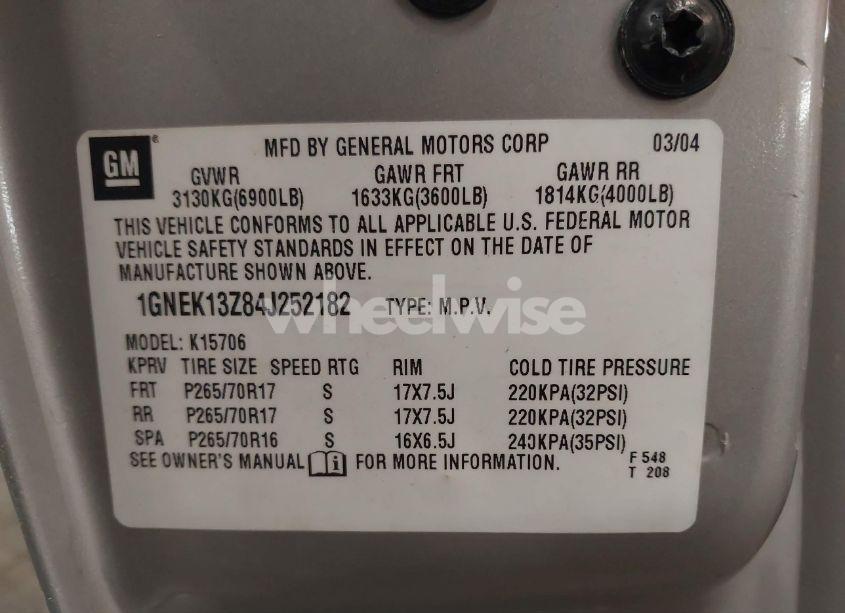 GM
MFD BY GENERAL MOTORS CORP 03/04
GVWR GAWR FRT GAWR RR
3130KG(6900LB) 1633KG(3600LB) 1814KG(4000LB)
THIS VEHICLE CONFORMS TO ALL APPLICABLE U.S. FEDERAL MOTOR
VEHICLE SAFETY STANDARDS IN EFFECT ON THE DATE OF
MANUFACTURE SHOWN ABOVE.
1GNEK13Z84J252182 TYPE: M.P.V.
wheelwise
MODEL: K15706
KPRV TIRE SIZE SPEED RTG RIM COLD TIRE PRESSURE
FRT P265/70R17 S 17X7.5J 220KPA(32PSI)
RR P265/70R17 S 17X7.5J 220KPA(32PSI)
SPA P265/70R16 S 16X6.5J 240KPA(35PSI)
SEE OWNER'S MANUAL i FOR MORE INFORMATION.
F 548
T 208